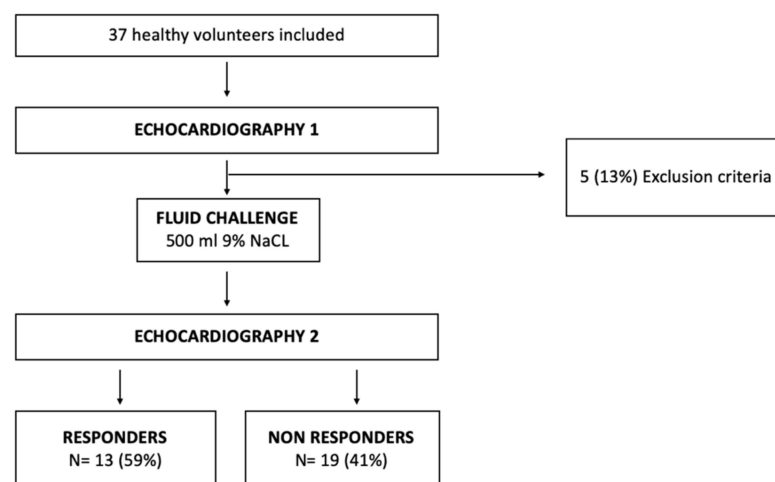 37 healthy volunteers included
ECHOCARDIOGRAPHY 1
5 (13%) Exclusion criteria
FLUID CHALLENGE
500 ml 9% NaCL
ECHOCARDIOGRAPHY 2
RESPONDERS
N= 13 (59%)
NON RESPONDERS
N= 19 (41%)